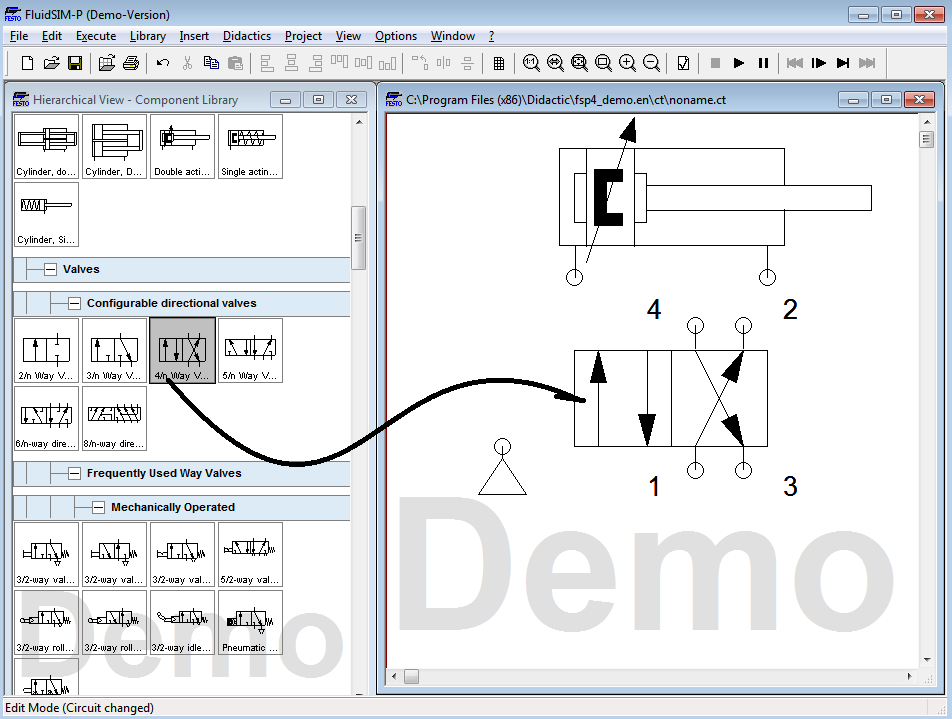 FluidSIM-P (Demo-Version)
File Edit Execute Library Insert Didactics Project View Options Window ?
Hierarchical View - Component Library
Cylinder, do... Cylinder, D... Double acti... Single actin...
Cylinder, Si...
Valves
Configurable directional valves
2/n Way V... 3/n Way V... 4/n Way V... 5/n Way V...
6/n-way dire... 8/n-way dire...
Frequently Used Way Valves
Mechanically Operated
3/2-way val... 3/2-way val... 3/2-way val... 5/2-way val...
3/2-way roll... 3/2-way roll... 3/2-way idle... Pneumatic ...
Demo
C:\Program Files (x86)\Didactic\fsp4_demo.en\ct\noname.ct
4 2
1 3
Demo
Edit Mode (Circuit changed)